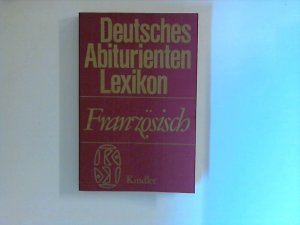 Deutsches
Abiturienten
Lexikon
Französisch
Kindler